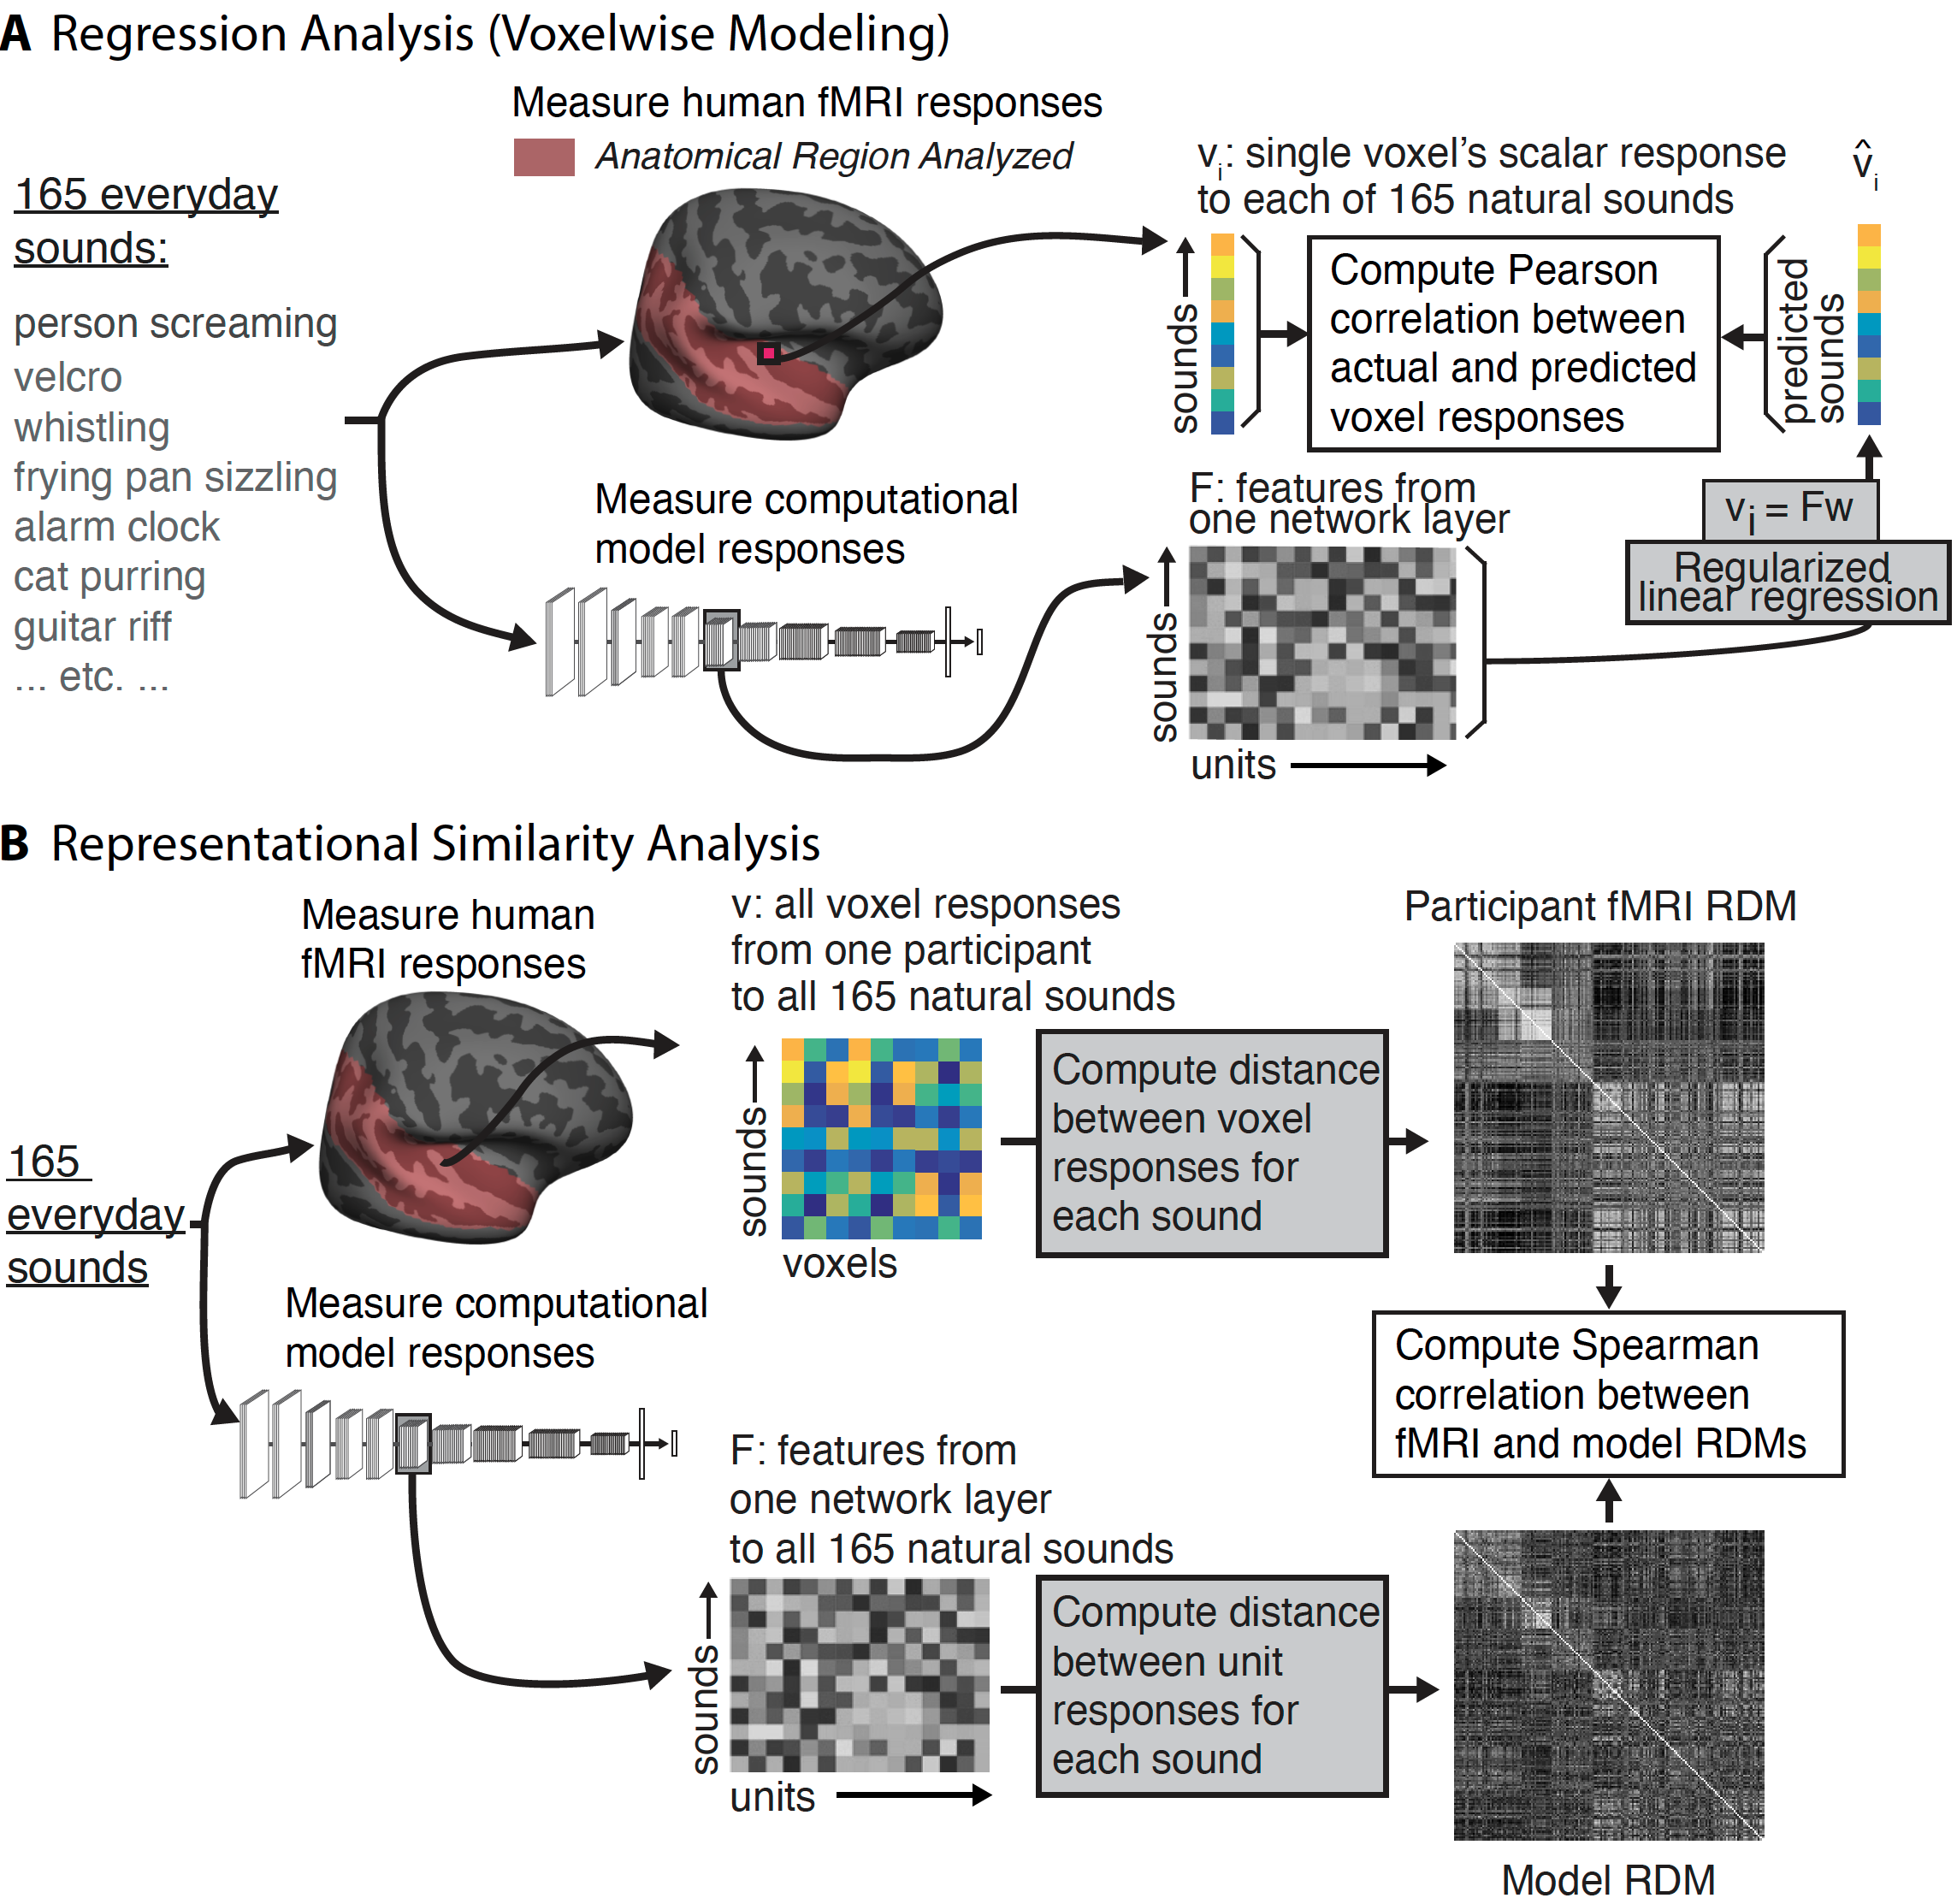 A Regression Analysis (Voxelwise Modeling)
Measure human fMRI responses
Anatomical Region Analyzed
165 everyday
sounds:
person screaming
velcro
whistling
frying pan sizzling
alarm clock
cat purring
guitar riff
... etc. ...
Measure computational
model responses
vi: single voxel's scalar response
to each of 165 natural sounds
sounds
Compute Pearson
correlation between
actual and predicted
voxel responses
predicted
sounds
v̂i
F: features from
one network layer
sounds
units
vi = Fw
Regularized
linear regression
B Representational Similarity Analysis
Measure human
fMRI responses
165
everyday
sounds
Measure computational
model responses
v: all voxel responses
from one participant
to all 165 natural sounds
sounds
voxels
Compute distance
between voxel
responses for
each sound
Participant fMRI RDM
Compute Spearman
correlation between
fMRI and model RDMs
F: features from
one network layer
to all 165 natural sounds
sounds
units
Compute distance
between unit
responses for
each sound
Model RDM